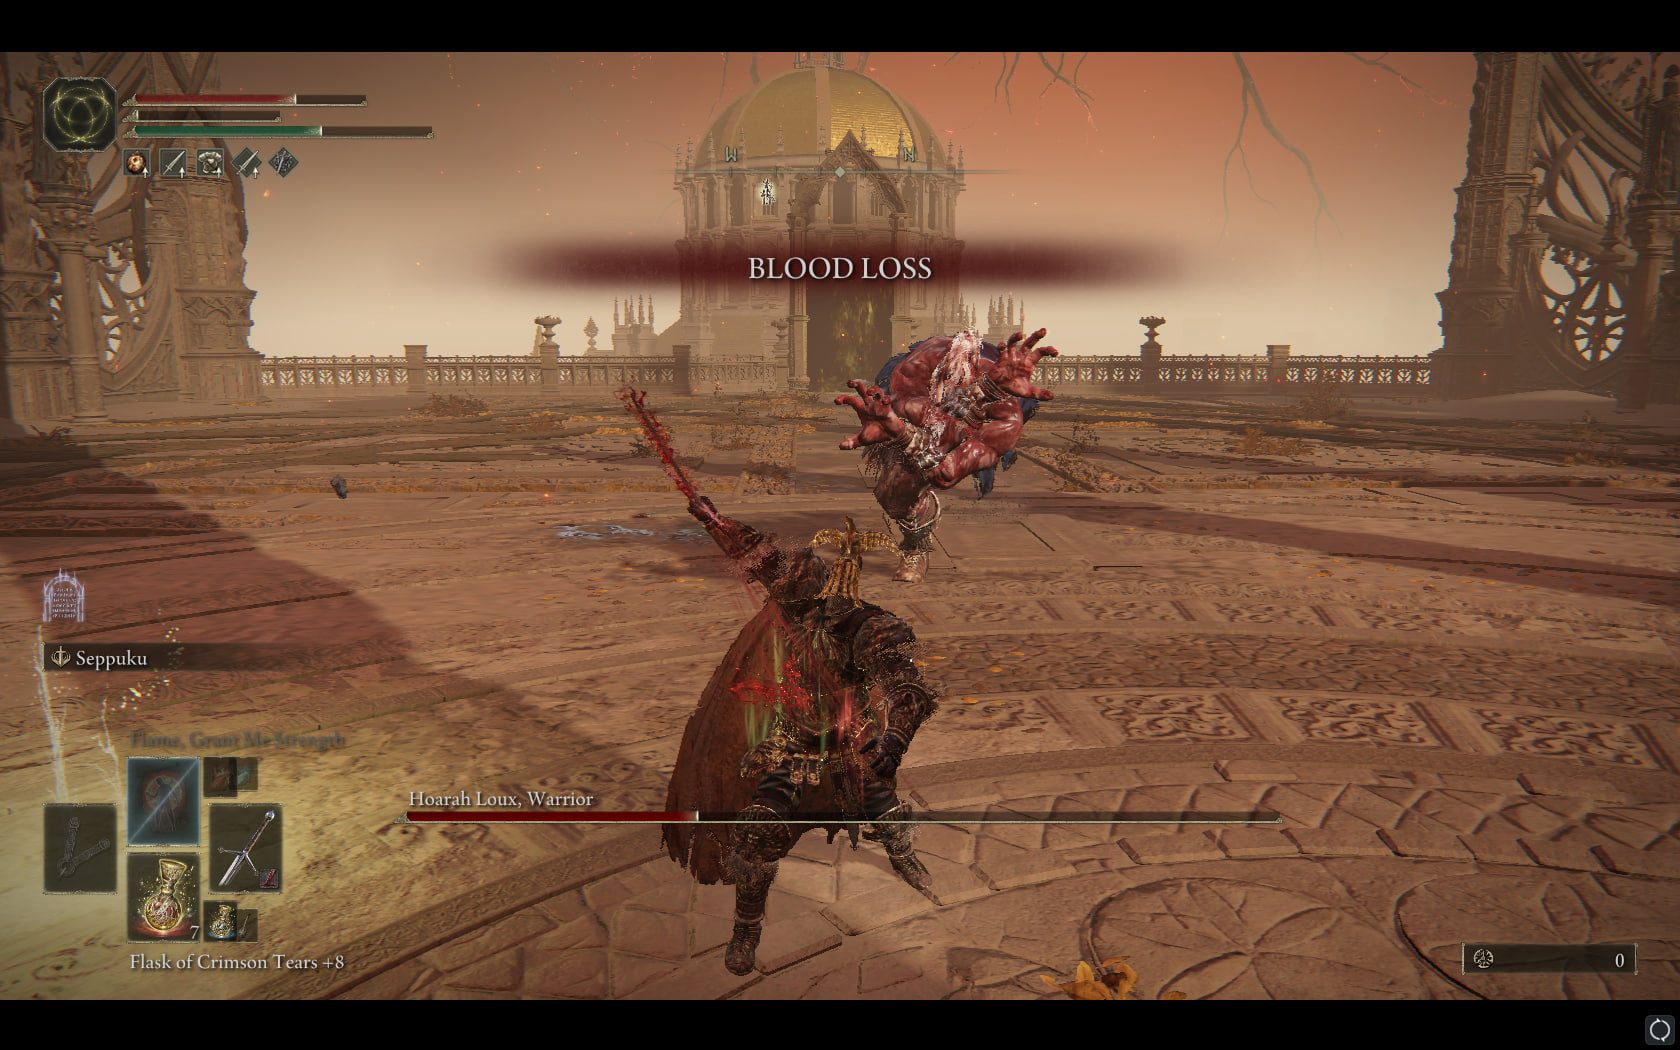 W
N
BLOOD LOSS
Seppuku
Flame, Grant Me Strength
Hoarah Loux, Warrior
7
Flask of Crimson Tears +8
0